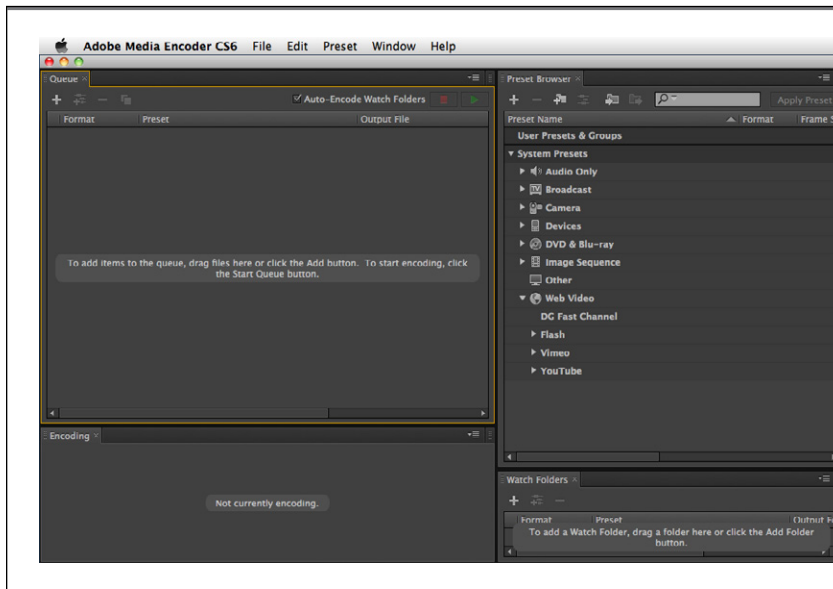 Adobe Media Encoder CS6 File Edit Preset Window Help
Queue
Auto-Encode Watch Folders
Format Preset Output File
To add items to the queue, drag files here or click the Add button. To start encoding, click
the Start Queue button.
Encoding
Not currently encoding.
Preset Browser
Apply Preset
Preset Name Format Frame S
User Presets & Groups
System Presets
Audio Only
TV Broadcast
Camera
Devices
DVD & Blu-ray
Image Sequence
Other
Web Video
DG Fast Channel
Flash
Vimeo
YouTube
Watch Folders
Format Preset Output F
To add a Watch Folder, drag a folder here or click the Add Folder
button.